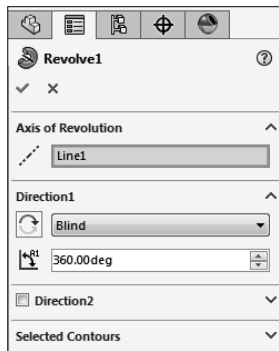 Revolve1
Axis of Revolution
Line1
Direction1
Blind
360.00deg
Direction2
Selected Contours